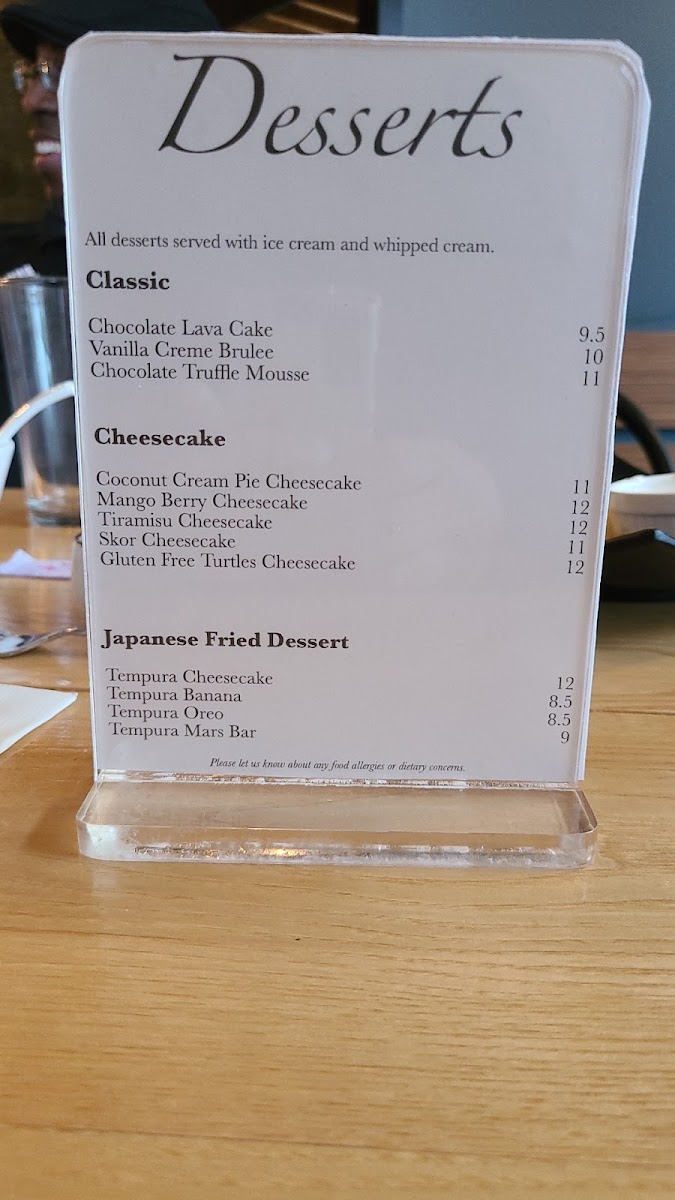 Desserts
All desserts served with ice cream and whipped cream.
Classic
Chocolate Lava Cake 9.5
Vanilla Creme Brulee 10
Chocolate Truffle Mousse 11
Cheesecake
Coconut Cream Pie Cheesecake 11
Mango Berry Cheesecake 12
Tiramisu Cheesecake 12
Skor Cheesecake 11
Gluten Free Turtles Cheesecake 12
Japanese Fried Dessert
Tempura Cheesecake 12
Tempura Banana 8.5
Tempura Oreo 8.5
Tempura Mars Bar 9
Please let us know about any food allergies or dietary concerns.